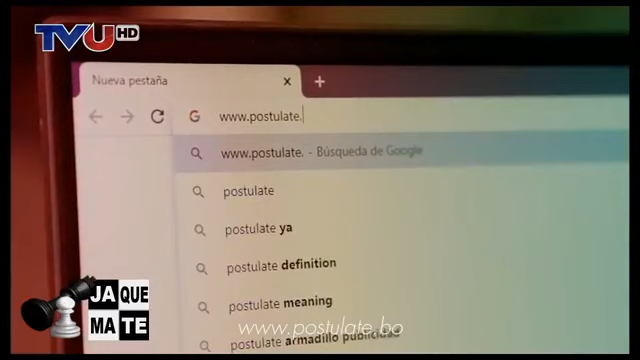 TVU HD
Nueva pestaña
www.postulate.
www.postulate. - Búsqueda de Google
postulate
postulate ya
postulate definition
postulate meaning
postulate armadillo publicidad
JAQUE
MATE
www.postulate.bo